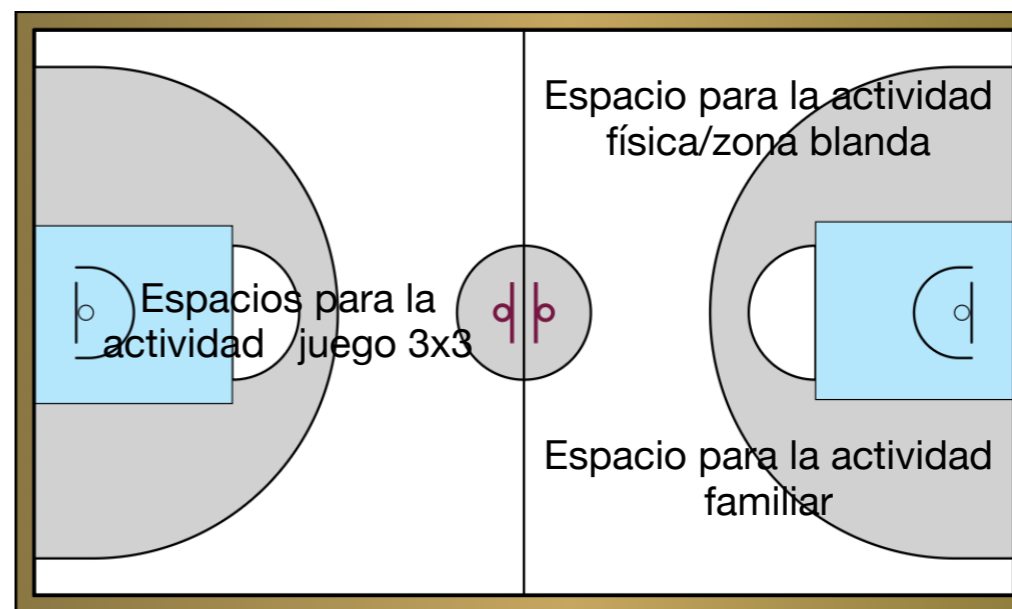 Espacio para la actividad
física/zona blanda
Espacios para la
actividad juego 3x3
Espacio para la actividad
familiar